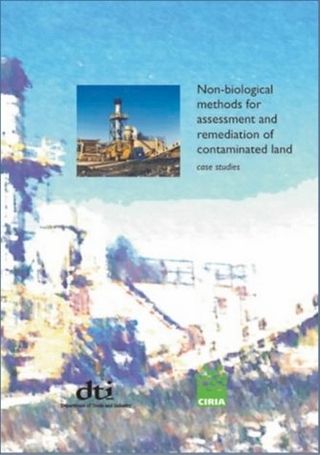 Non-biological
methods for
assessment and
remediation of
contaminated land
case studies
dti
Department of Trade and Industry
CIRIA